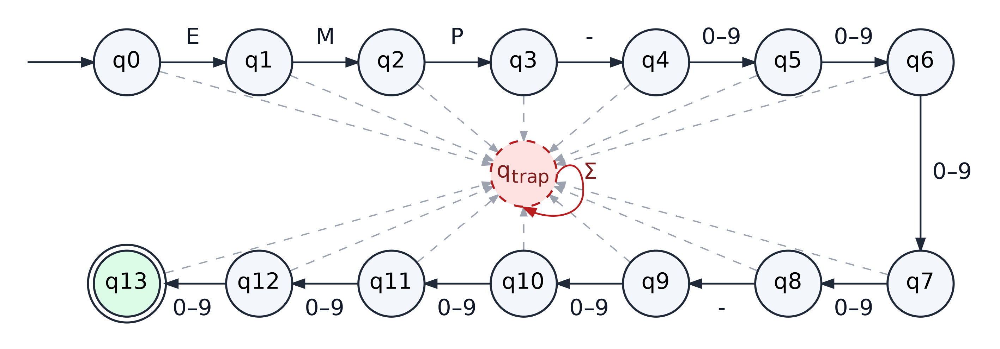 E M P - 0–9 0–9
q0 q1 q2 q3 q4 q5 q6
qtrap Σ 0–9
q13 q12 q11 q10 q9 q8 q7
0–9 0–9 0–9 0–9 - 0–9